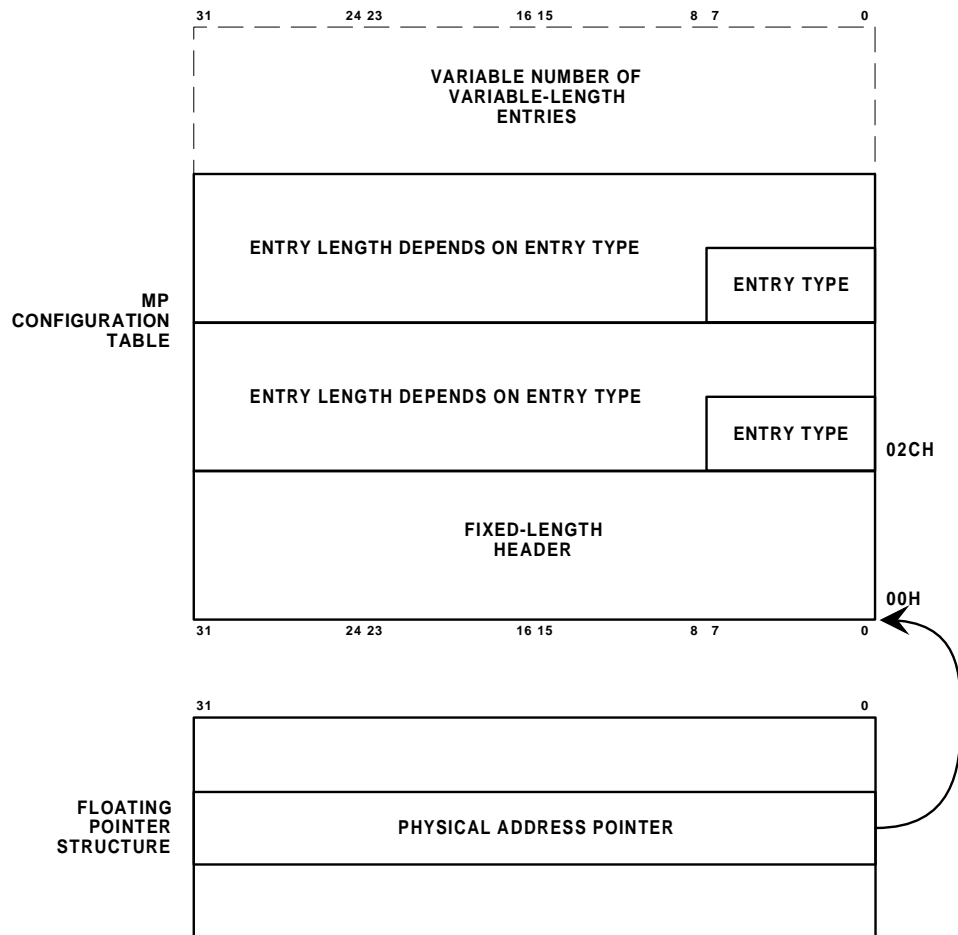 31 24 23 16 15 8 7 0
VARIABLE NUMBER OF
VARIABLE-LENGTH
ENTRIES
ENTRY LENGTH DEPENDS ON ENTRY TYPE
ENTRY TYPE
MP
CONFIGURATION
TABLE
ENTRY LENGTH DEPENDS ON ENTRY TYPE
ENTRY TYPE
02CH
FIXED-LENGTH
HEADER
00H
31 24 23 16 15 8 7 0
31 0
FLOATING
POINTER
STRUCTURE
PHYSICAL ADDRESS POINTER